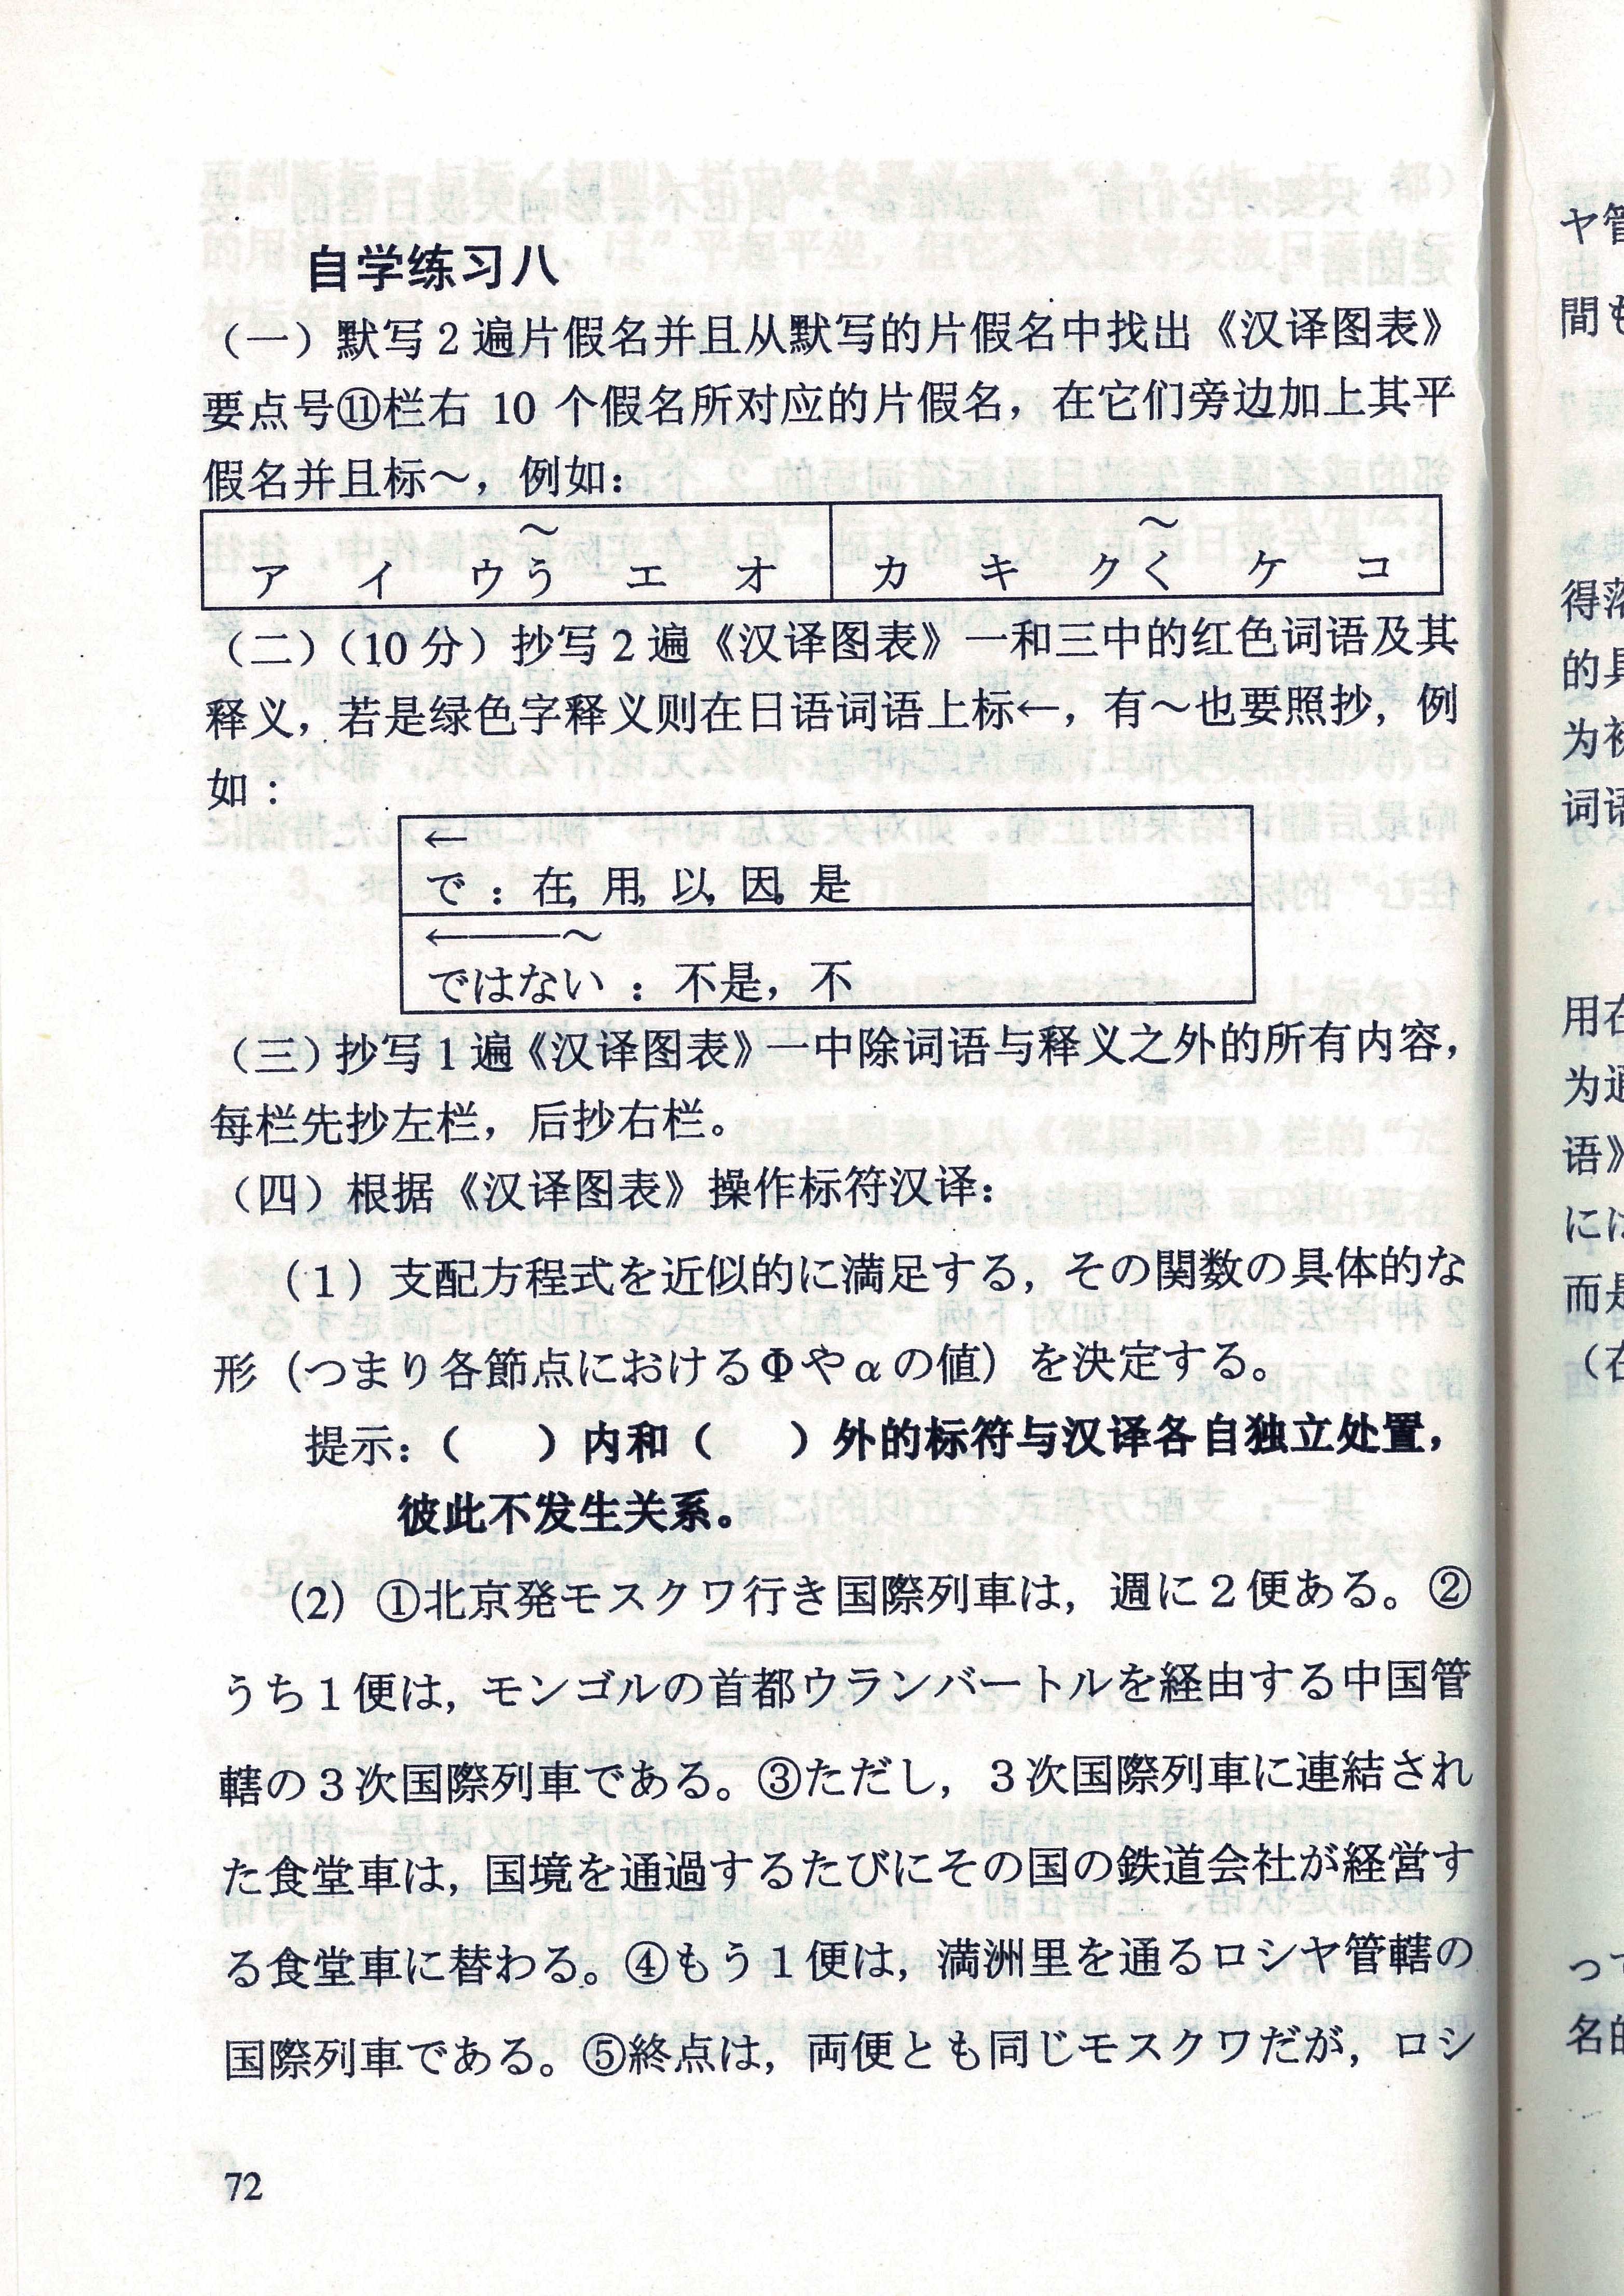 自学练习八
（一）默写2遍片假名并且从默写的片假名中找出《汉译图表》
要点号⑪栏右 10 个假名所对应的片假名，在它们旁边加上其平
假名并且标～，例如：
～ ～
ア イ ウう エ オ カ キ クく ケ コ
（二）（10分）抄写2遍《汉译图表》一和三中的红色词语及其
释义，若是绿色字释义则在日语词语上标←，有～也要照抄，例
如：
←
で ：在，用，以，因，是
←——～
ではない ：不是，不
（三）抄写1遍《汉译图表》一中除词语与释义之外的所有内容，
每栏先抄左栏，后抄右栏。
（四）根据《汉译图表》操作标符汉译：
（1）支配方程式を近似的に満足する，その関数の具体的な
形（つまり各節点におけるΦやαの値）を決定する。
提示：（ ）内和（ ）外的标符与汉译各自独立处置，
彼此不发生关系。
(2) ①北京発モスクワ行き国際列車は，週に2便ある。②
うち1便は，モンゴルの首都ウランバートルを経由する中国管
轄の3次国際列車である。③ただし，3次国際列車に連結され
た食堂車は，国境を通過するたびにその国の鉄道会社が経営す
る食堂車に替わる。④もう1便は，満洲里を通るロシヤ管轄の
国際列車である。⑤終点は，両便とも同じモスクワだが，ロシ
72
ヤ管
間も
得落
的具
为初
词语
用在
为通
语》
には
而是
（在
って
名的